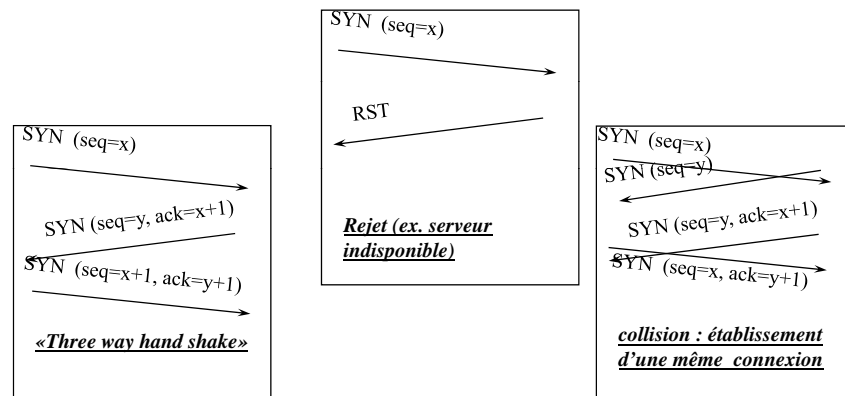 SYN (seq=x)
SYN (seq=y, ack=x+1)
SYN (seq=x+1, ack=y+1)
«Three way hand shake»
SYN (seq=x)
RST
Rejet (ex. serveur
indisponible)
SYN (seq=x)
SYN (seq=y)
SYN (seq=y, ack=x+1)
SYN (seq=x, ack=y+1)
collision : établissement
d’une même connexion